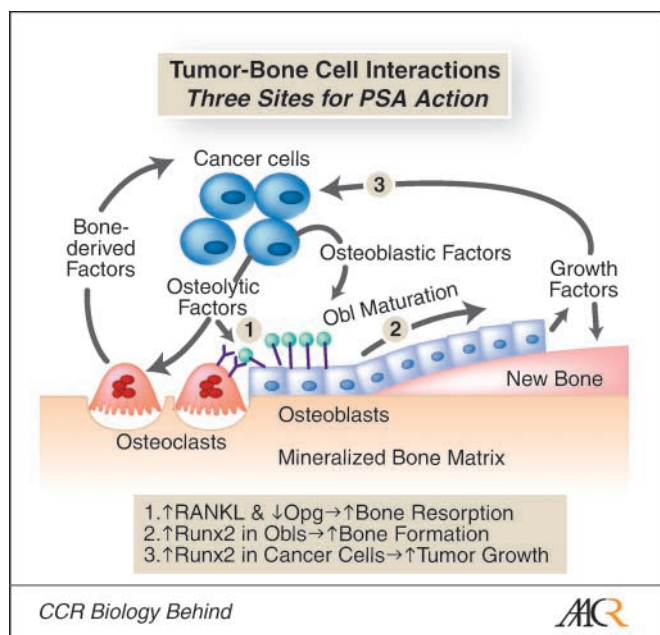 Tumor-Bone Cell Interactions
Three Sites for PSA Action
Cancer cells
3
Bone-
derived
Factors
Osteoblastic Factors
Osteolytic
Factors
Growth
Factors
Obl Maturation
1
2
New Bone
Osteoblasts
Osteoclasts
Mineralized Bone Matrix
1.↑RANKL & ↓Opg→↑Bone Resorption
2.↑Runx2 in Obls→↑Bone Formation
3.↑Runx2 in Cancer Cells→↑Tumor Growth
CCR Biology Behind
AACR